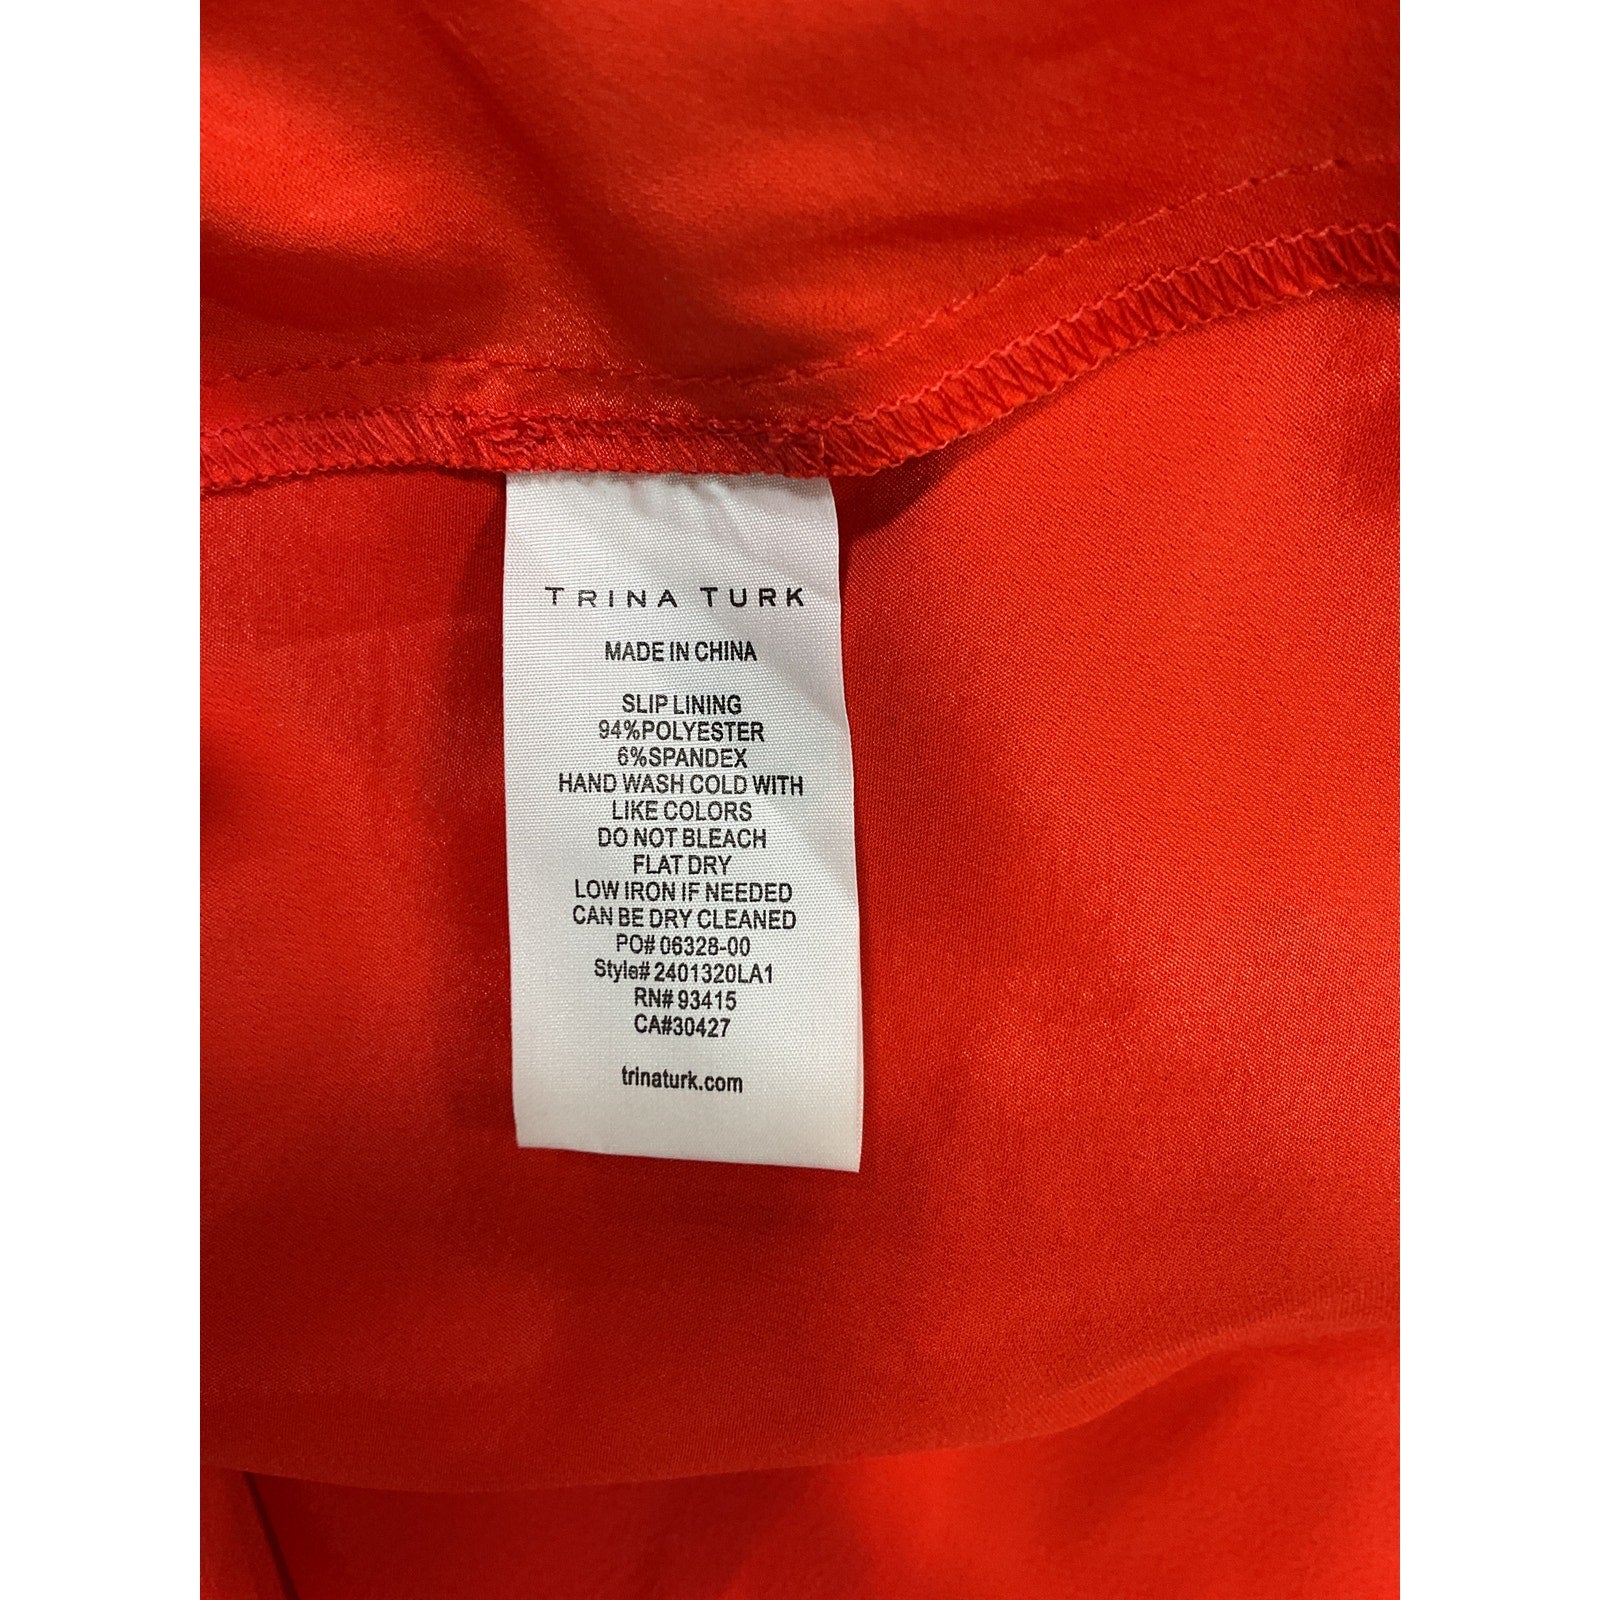 TRINA TURK
MADE IN CHINA
SLIP LINING
94%POLYESTER
6%SPANDEX
HAND WASH COLD WITH
LIKE COLORS
DO NOT BLEACH
FLAT DRY
LOW IRON IF NEEDED
CAN BE DRY CLEANED
PO# 06328-00
Style# 2401320LA1
RN# 93415
CA#30427
trinaturk.com